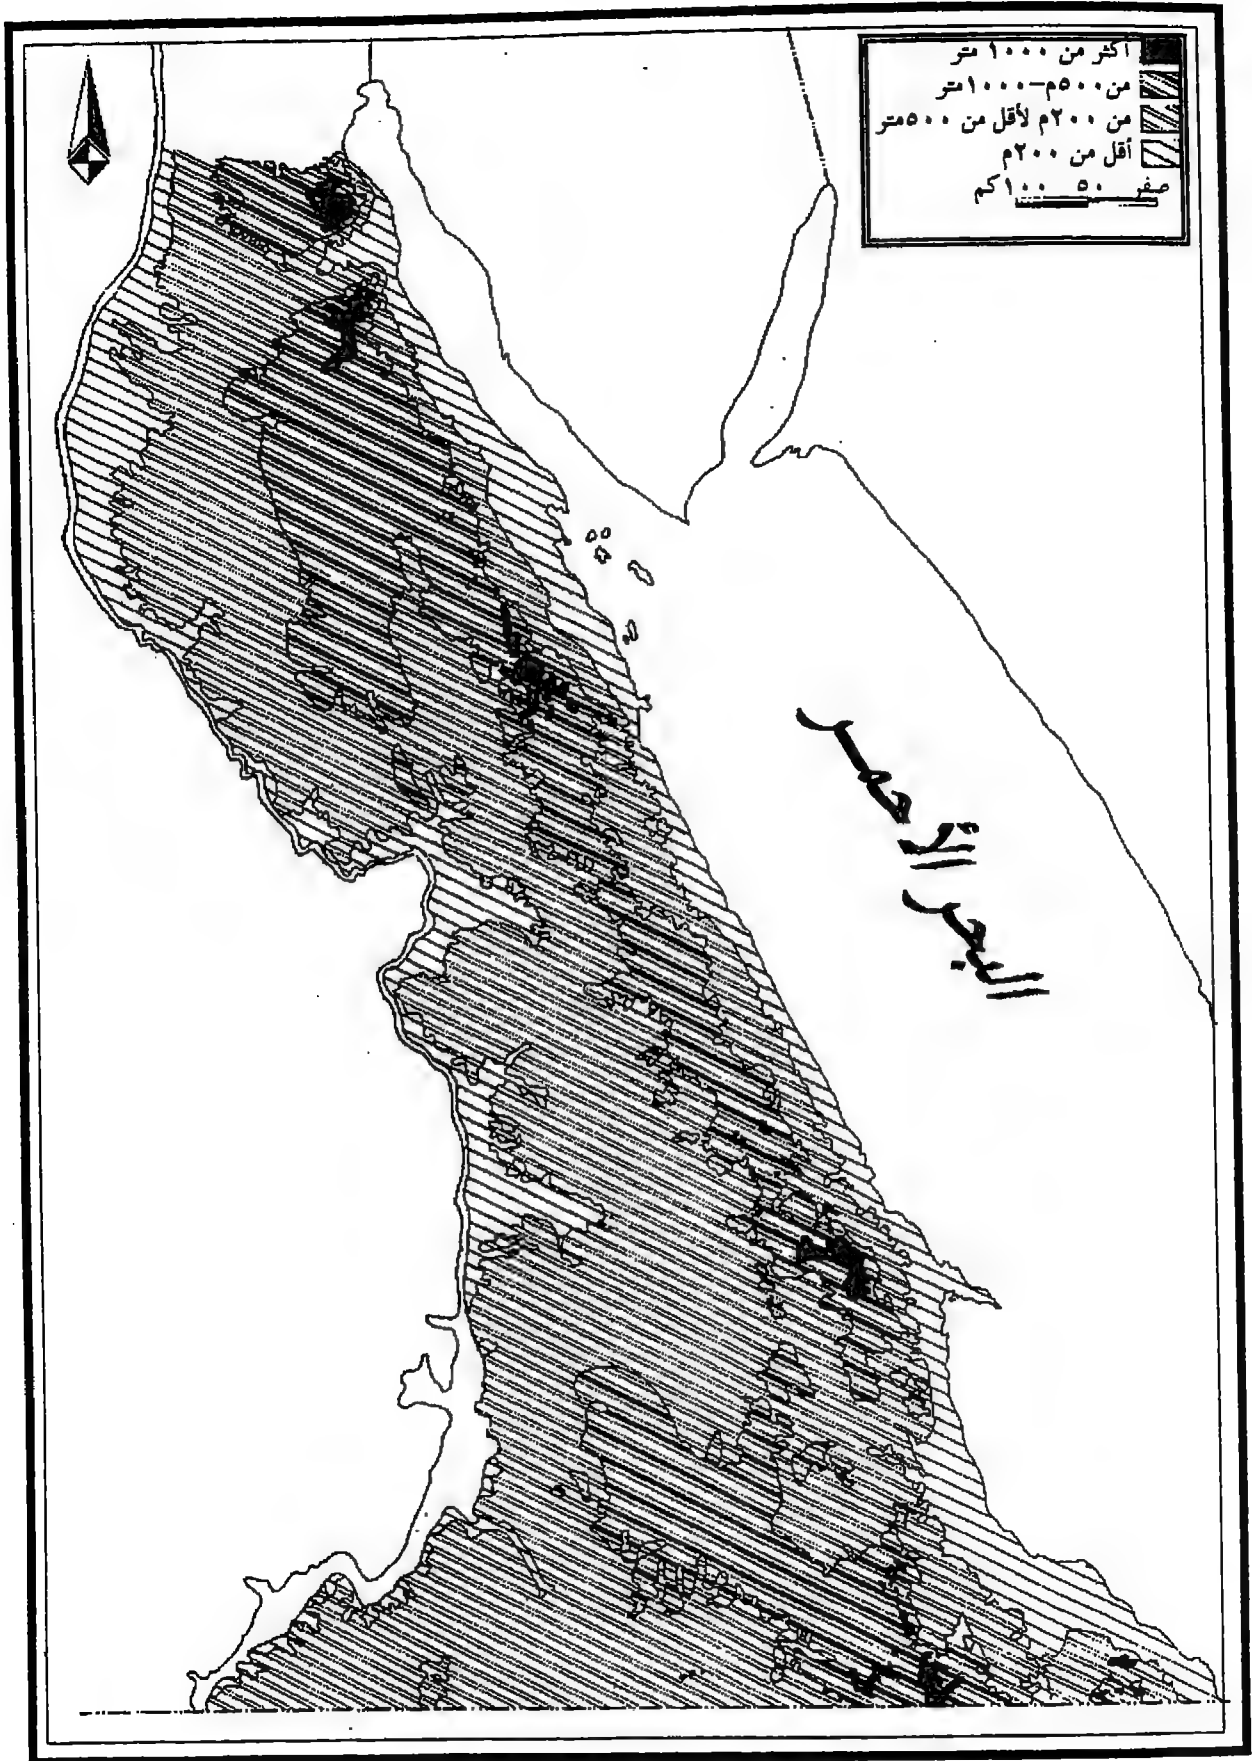 أكثر من ١٠٠٠ متر
من ٥٠٠م-١٠٠٠متر
من ٢٠٠م لأقل من ٥٠٠متر
أقل من ٢٠٠م
صفر ٥٠ ١٠٠كم
البحر الأحمر